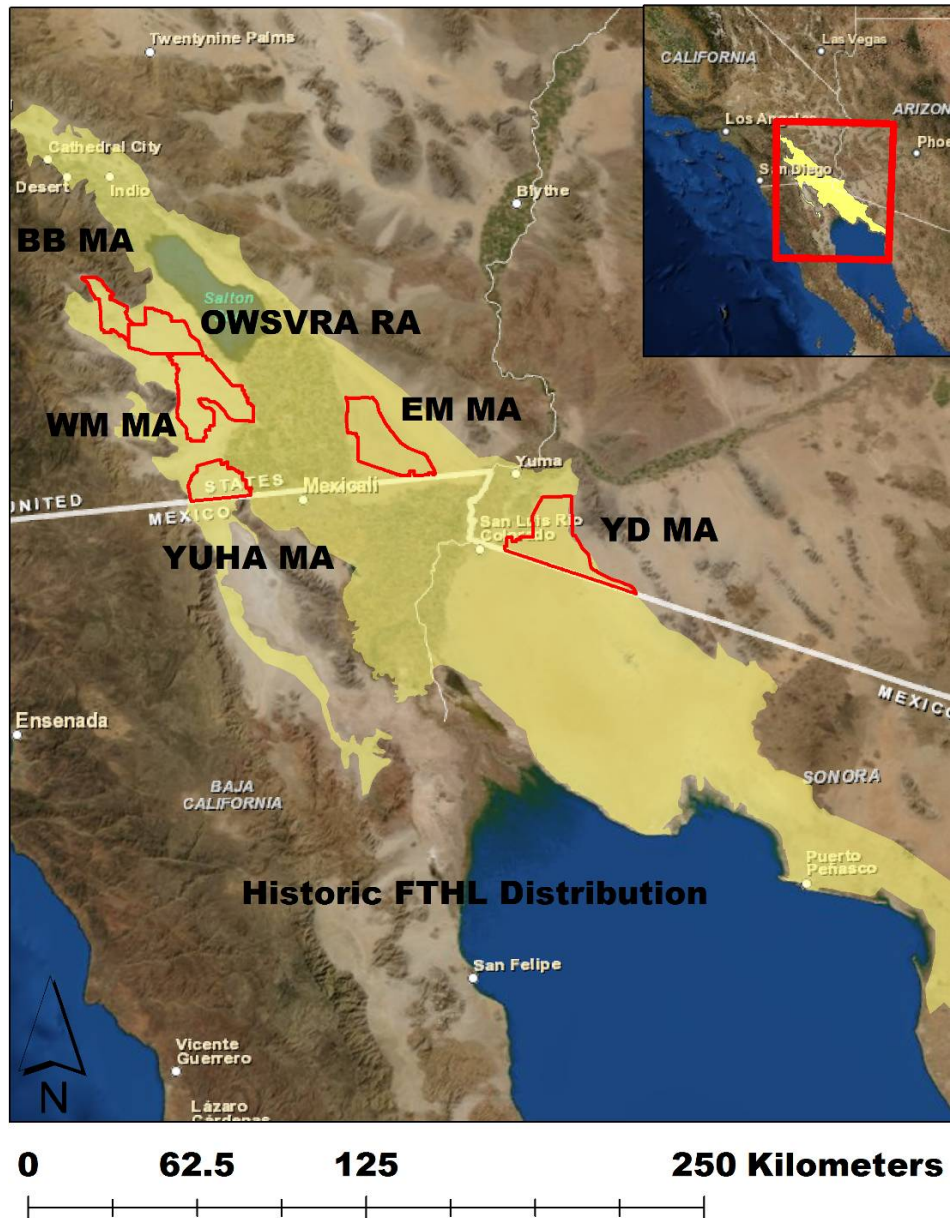 Twentynine Palms
Cathedral City
Desert
Indio
Blythe
BB MA
Salton
OWSVRA RA
EM MA
WM MA
Yuma
UNITED STATES
MEXICO
Mexicali
San Luis Río
Colorado
YD MA
YUHA MA
MEXICO
Ensenada
BAJA
CALIFORNIA
SONORA
Puerto
Peñasco
Historic FTHL Distribution
San Felipe
Vicente
Guerrero
Lázaro
Cárdenas
N
CALIFORNIA
Las Vegas
ARIZON
Los Angeles
Phoe
San Diego
0 62.5 125 250 Kilometers